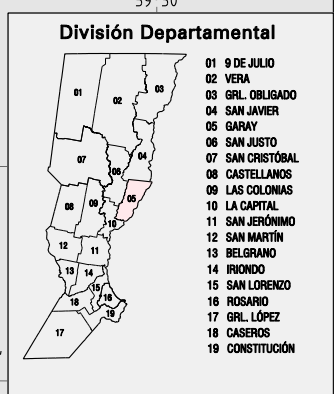 División Departamental
01 9 DE JULIO
02 VERA
03 GRL. OBLIGADO
04 SAN JAVIER
05 GARAY
06 SAN JUSTO
07 SAN CRISTÓBAL
08 CASTELLANOS
09 LAS COLONIAS
10 LA CAPITAL
11 SAN JERÓNIMO
12 SAN MARTÍN
13 BELGRANO
14 IRIONDO
15 SAN LORENZO
16 ROSARIO
17 GRL. LÓPEZ
18 CASEROS
19 CONSTITUCIÓN
01
02
03
04
07
06
08
09
05
10
12
11
13
14
15
18
16
19
17